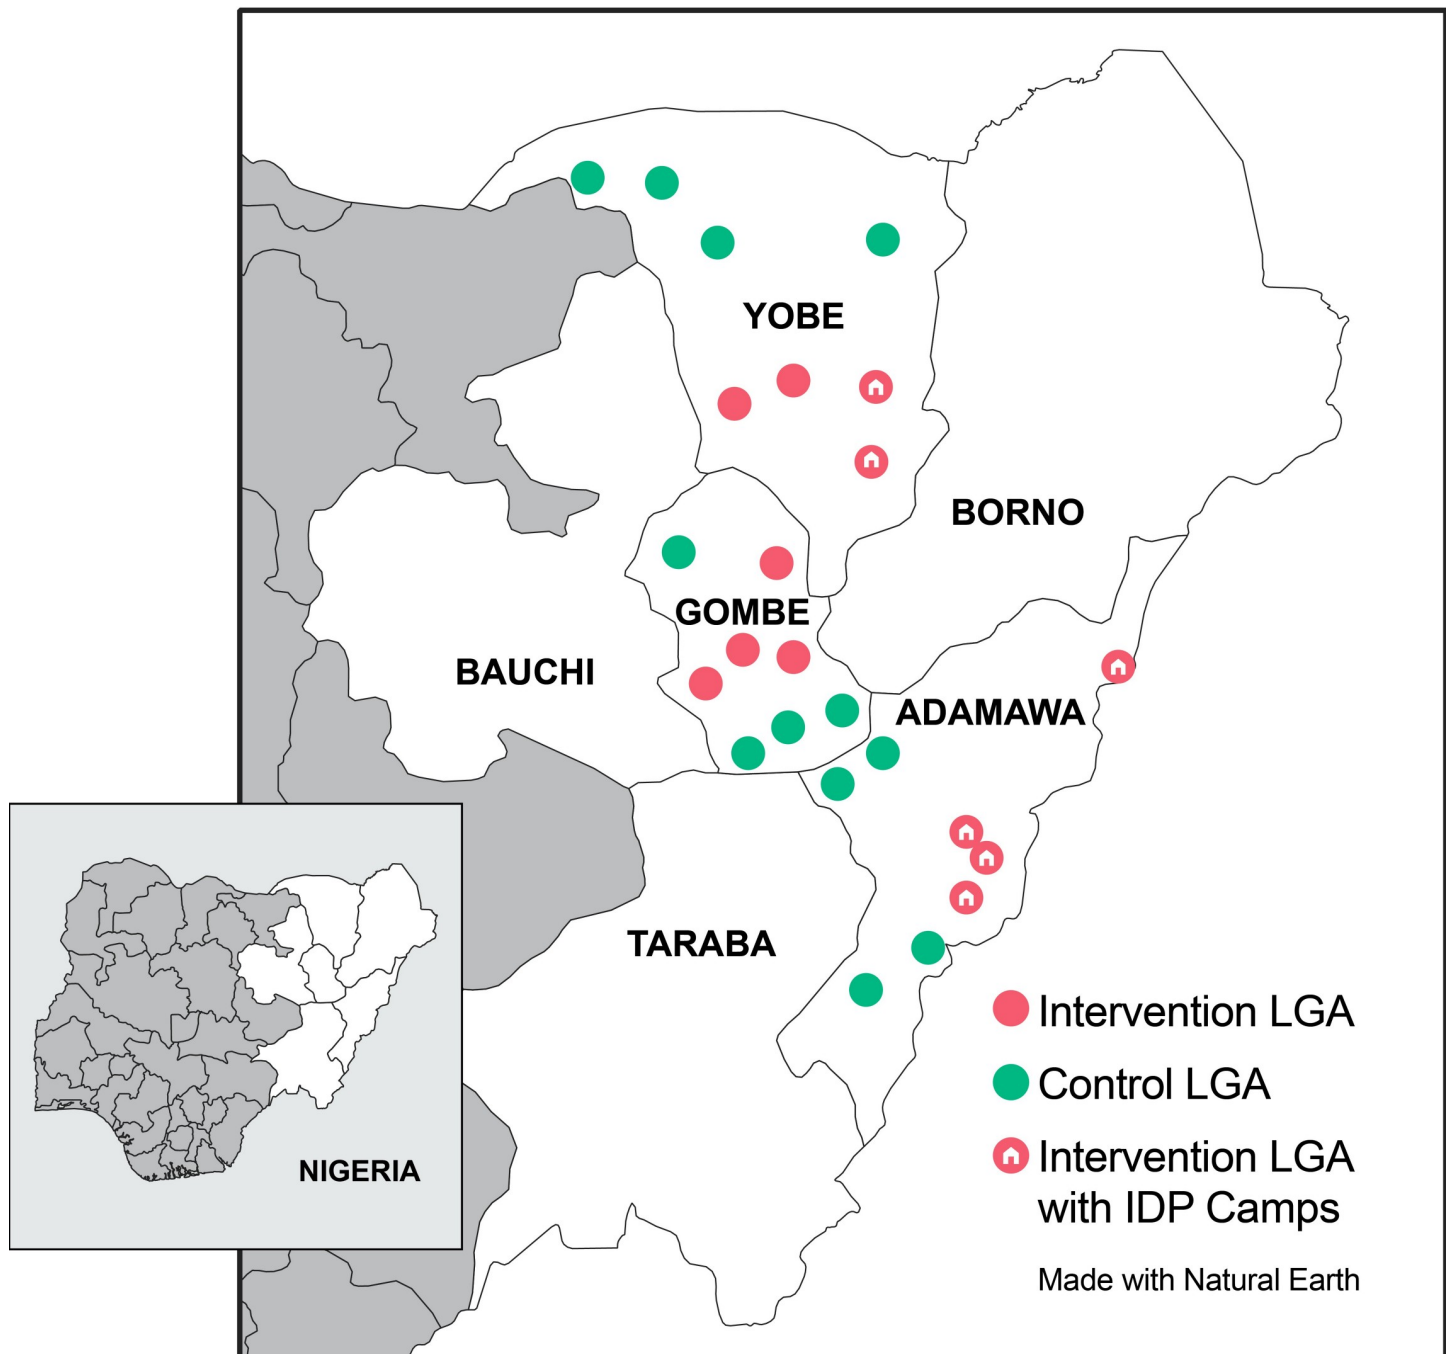 YOBE
BORNO
GOMBE
BAUCHI
ADAMAWA
TARABA
NIGERIA
Intervention LGA
Control LGA
Intervention LGA
with IDP Camps
Made with Natural Earth